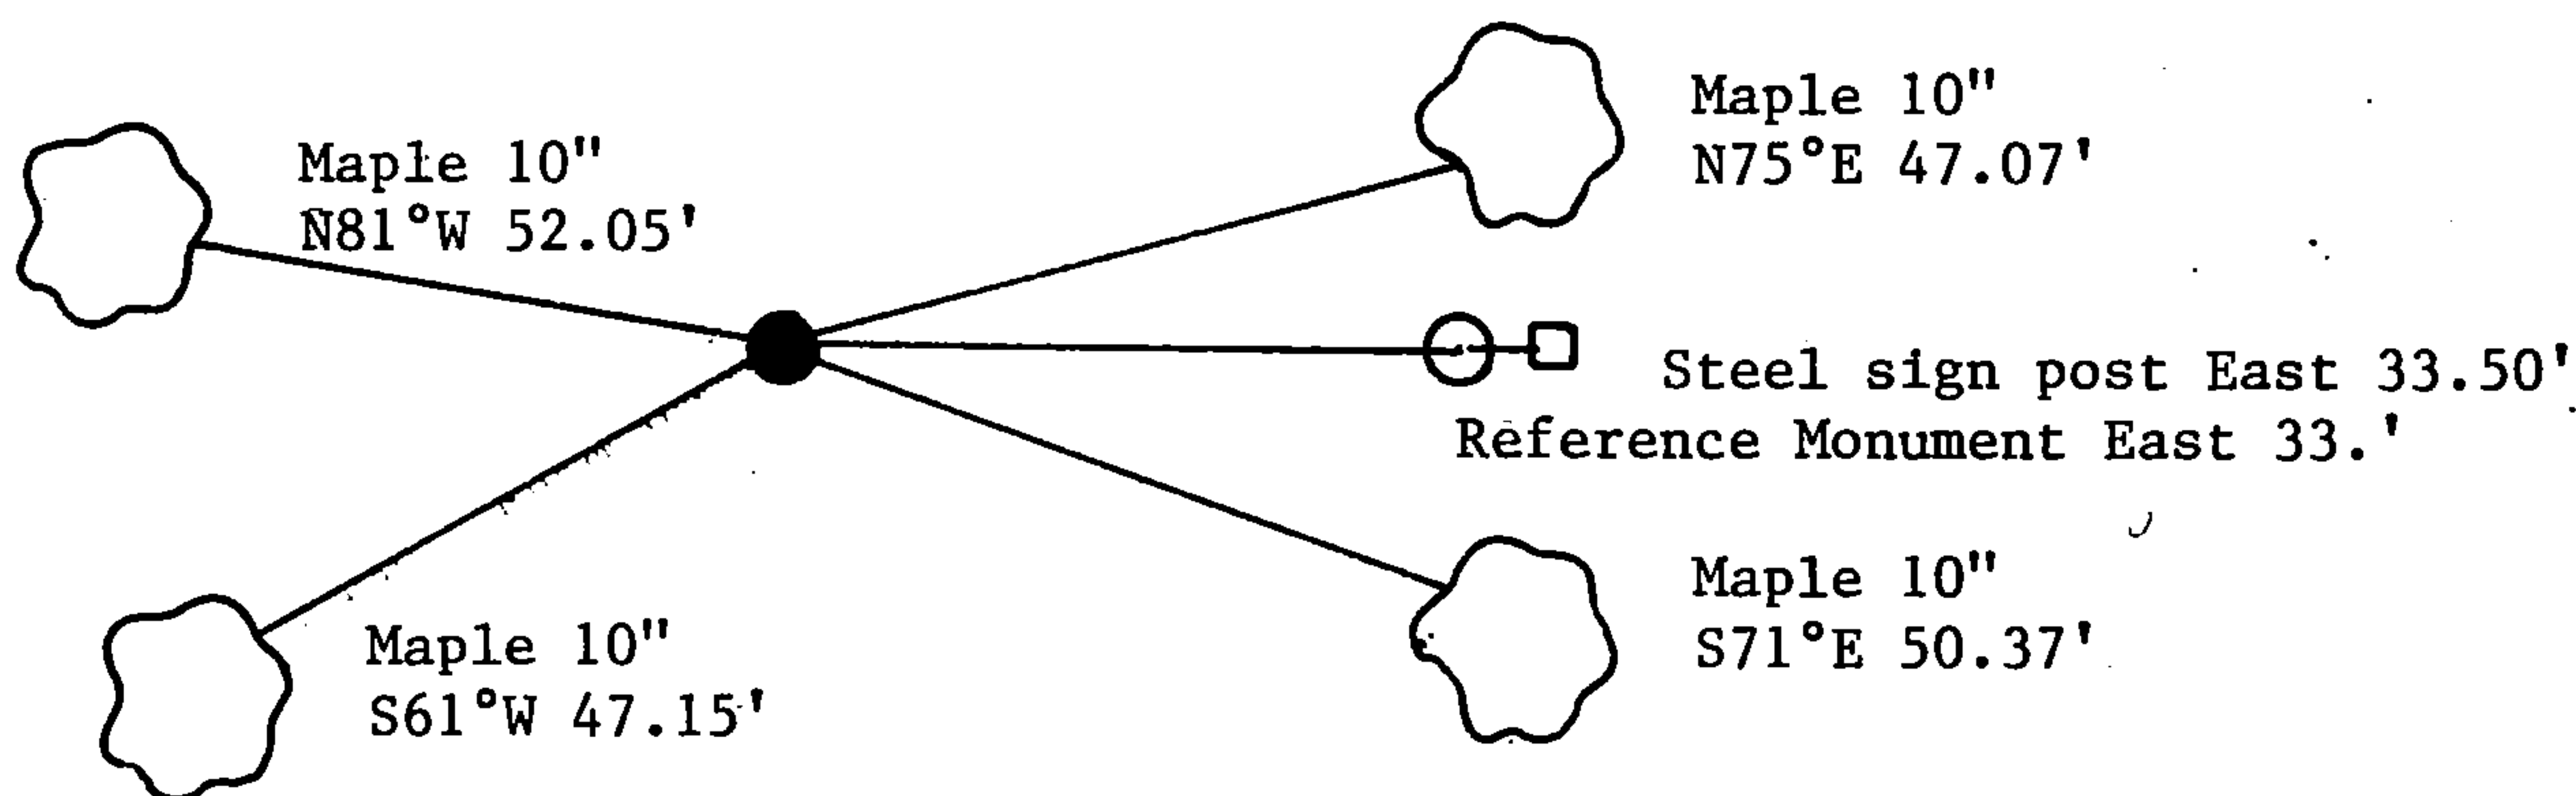 Maple 10"
N75°E 47.07'
Maple 10"
N81°W 52.05'
Steel sign post East 33.50'
Reference Monument East 33.'
Maple 10"
S71°E 50.37'
Maple 10"
S61°W 47.15'